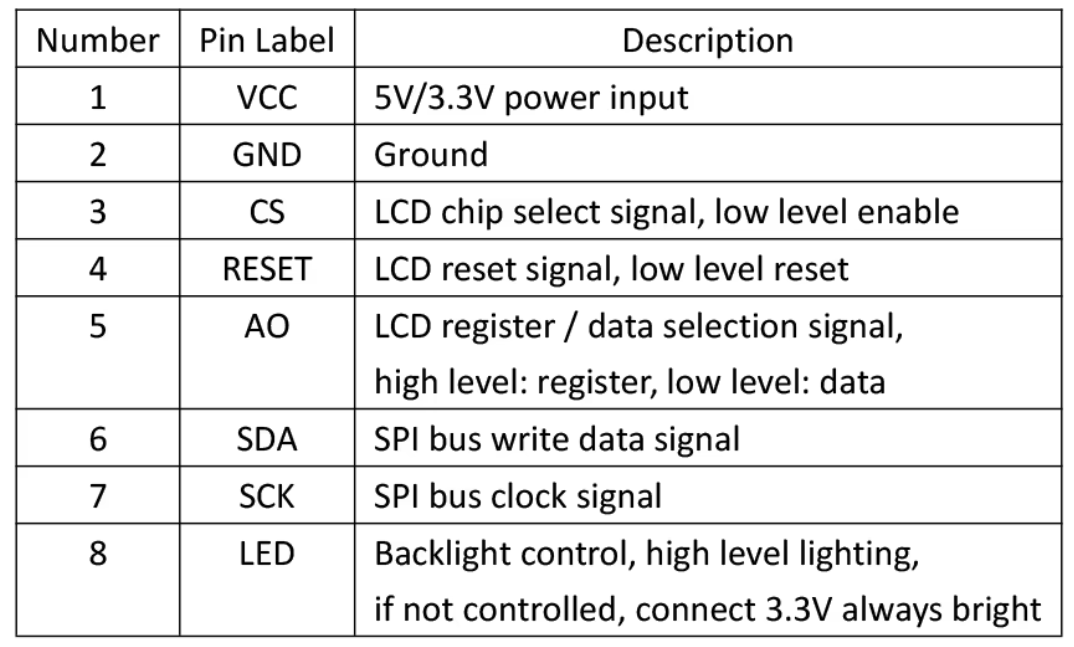 Number Pin Label Description
1 VCC 5V/3.3V power input
2 GND Ground
3 CS LCD chip select signal, low level enable
4 RESET LCD reset signal, low level reset
5 AO LCD register / data selection signal,
high level: register, low level: data
6 SDA SPI bus write data signal
7 SCK SPI bus clock signal
8 LED Backlight control, high level lighting,
if not controlled, connect 3.3V always bright